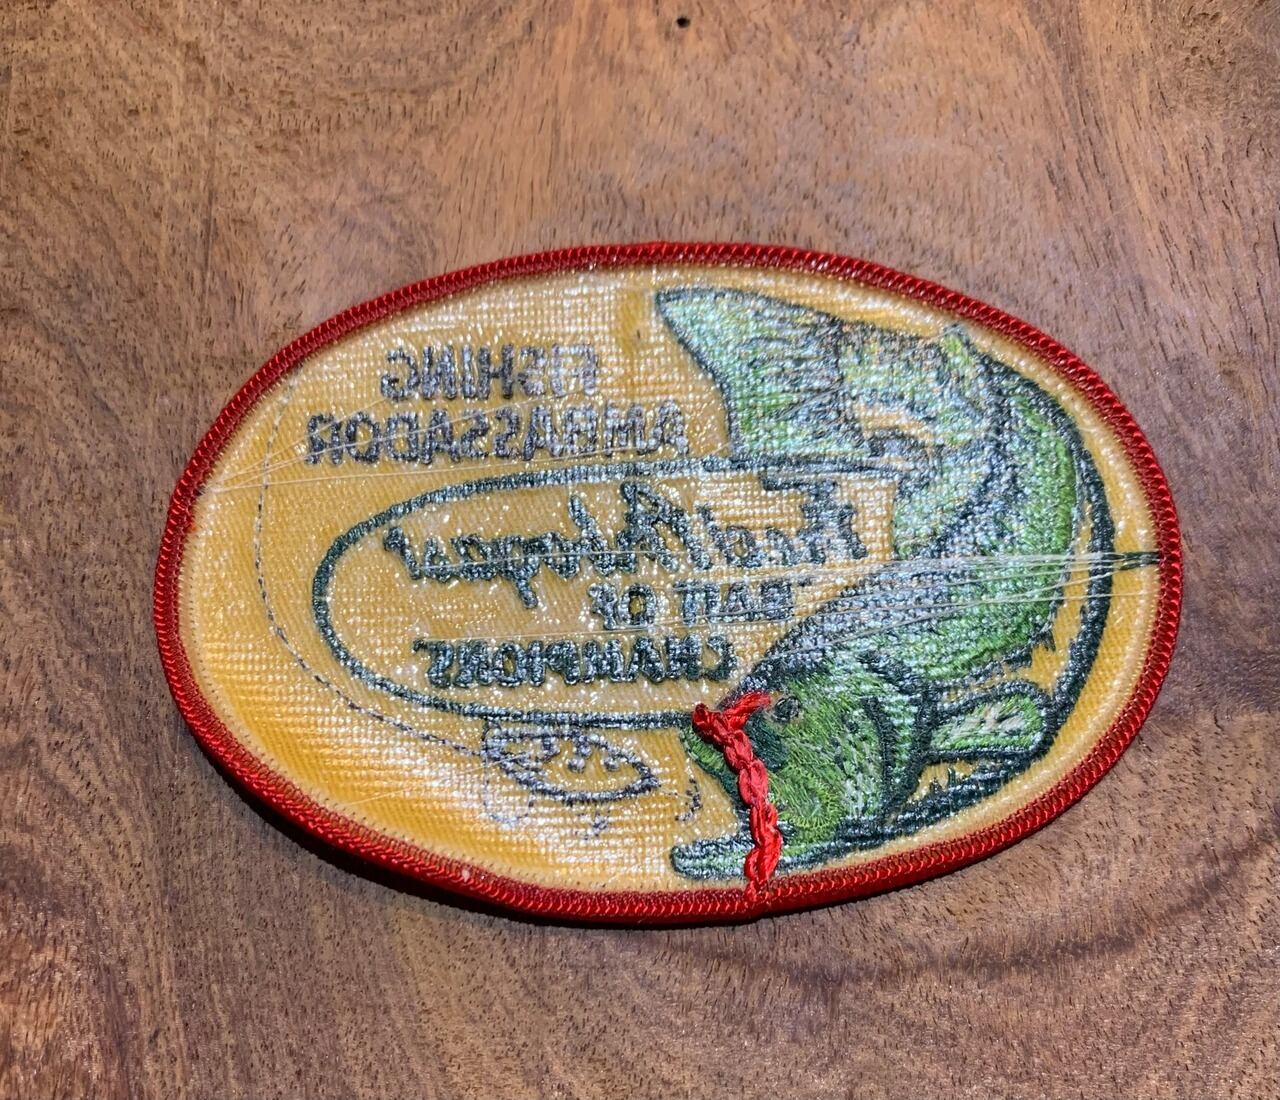 FISHING
AMBASSADOR
Fred Arbogast
"BAIT OF
CHAMPIONS"